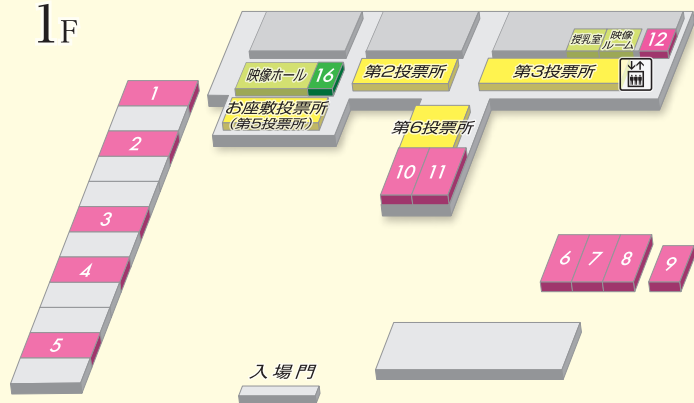 1F
授乳室
映像
ルーム
12
映像ホール
16
第2投票所
第3投票所
1
お座敷投票所
(第5投票所)
第6投票所
2
10
11
3
6
7
8
9
4
5
入場門